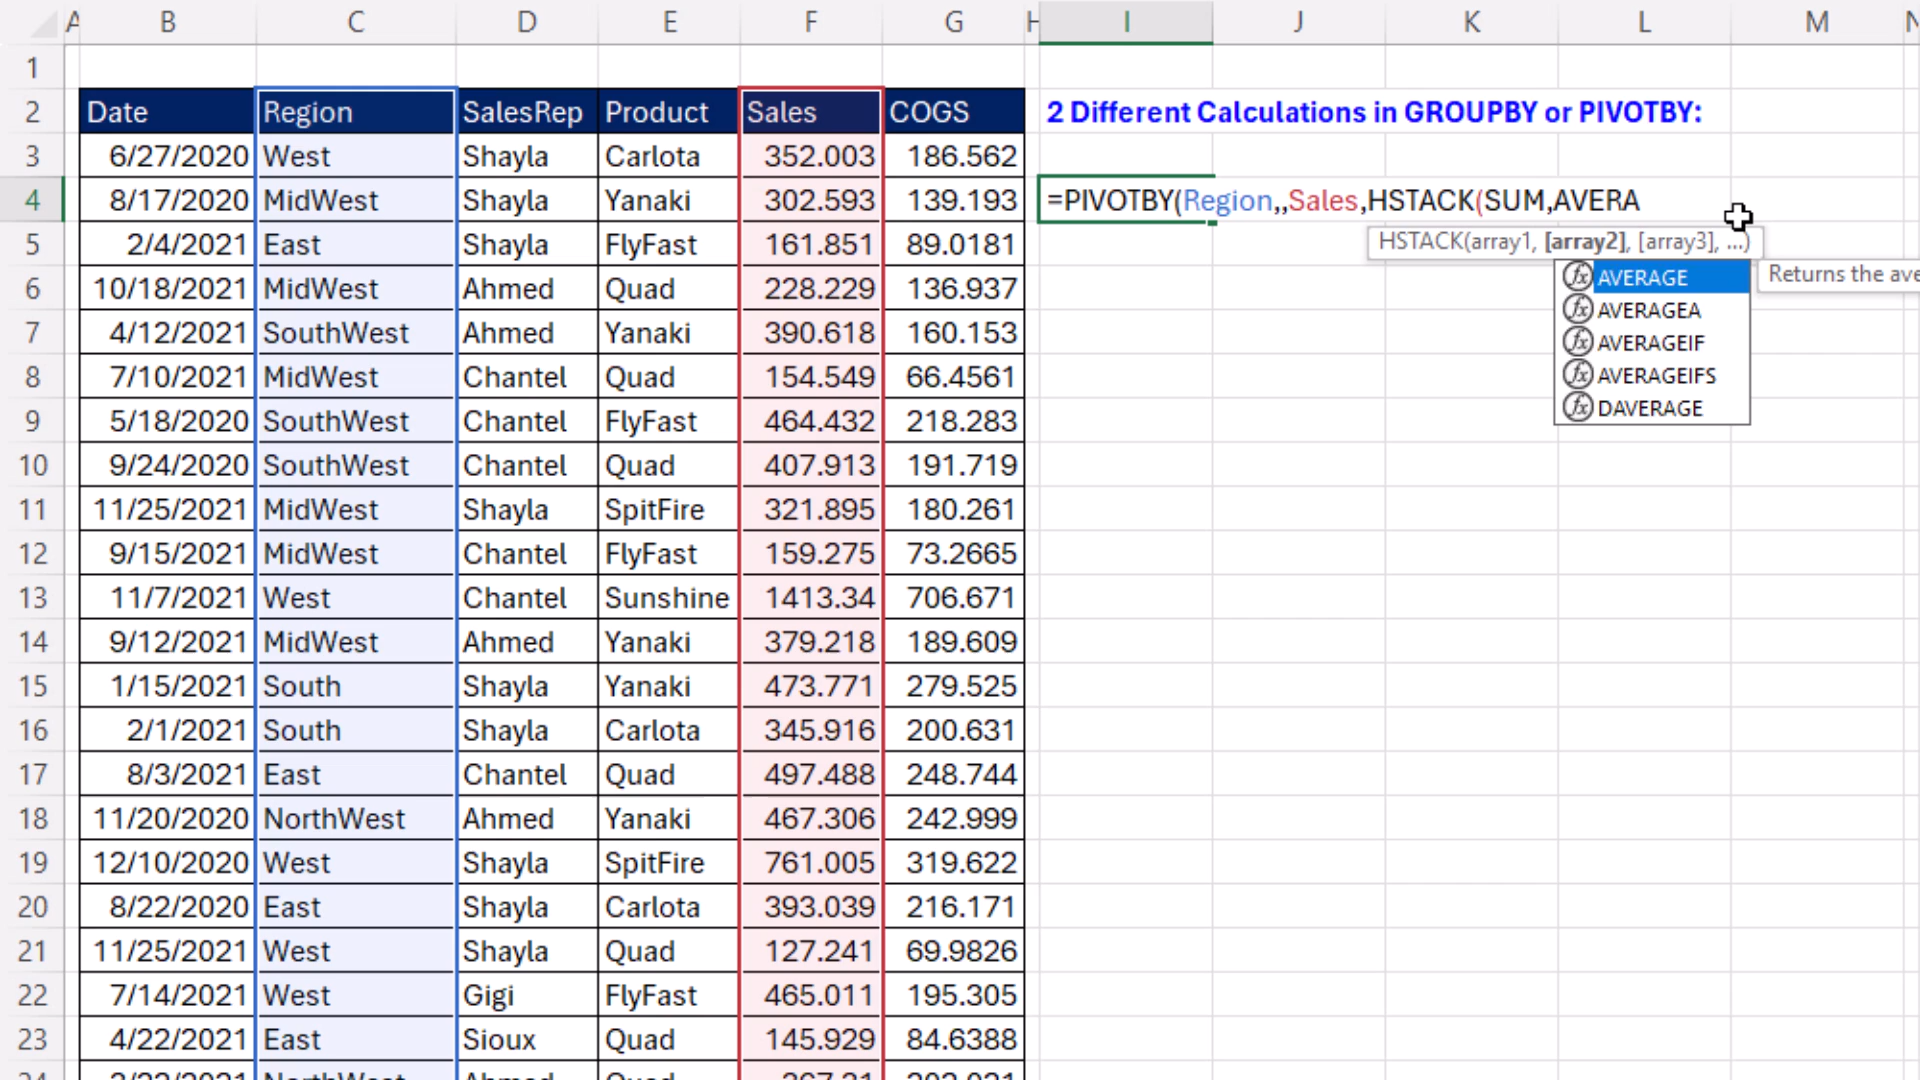 A B C D E F G H I J K L M N
1
2 Date Region SalesRep Product Sales COGS 2 Different Calculations in GROUPBY or PIVOTBY:
3 6/27/2020 West Shayla Carlota 352.003 186.562
4 8/17/2020 MidWest Shayla Yanaki 302.593 139.193 =PIVOTBY(Region,,Sales,HSTACK(SUM,AVERA
5 2/4/2021 East Shayla FlyFast 161.851 89.0181 HSTACK(array1, [array2], [array3], ...)
6 10/18/2021 MidWest Ahmed Quad 228.229 136.937 AVERAGE Returns the ave
AVERAGEA
7 4/12/2021 SouthWest Ahmed Yanaki 390.618 160.153 AVERAGEIF
8 7/10/2021 MidWest Chantel Quad 154.549 66.4561 AVERAGEIFS
9 5/18/2020 SouthWest Chantel FlyFast 464.432 218.283 DAVERAGE
10 9/24/2020 SouthWest Chantel Quad 407.913 191.719
11 11/25/2021 MidWest Shayla SpitFire 321.895 180.261
12 9/15/2021 MidWest Chantel FlyFast 159.275 73.2665
13 11/7/2021 West Chantel Sunshine 1413.34 706.671
14 9/12/2021 MidWest Ahmed Yanaki 379.218 189.609
15 1/15/2021 South Shayla Yanaki 473.771 279.525
16 2/1/2021 South Shayla Carlota 345.916 200.631
17 8/3/2021 East Chantel Quad 497.488 248.744
18 11/20/2020 NorthWest Ahmed Yanaki 467.306 242.999
19 12/10/2020 West Shayla SpitFire 761.005 319.622
20 8/22/2020 East Shayla Carlota 393.039 216.171
21 11/25/2021 West Shayla Quad 127.241 69.9826
22 7/14/2021 West Gigi FlyFast 465.011 195.305
23 4/22/2021 East Sioux Quad 145.929 84.6388